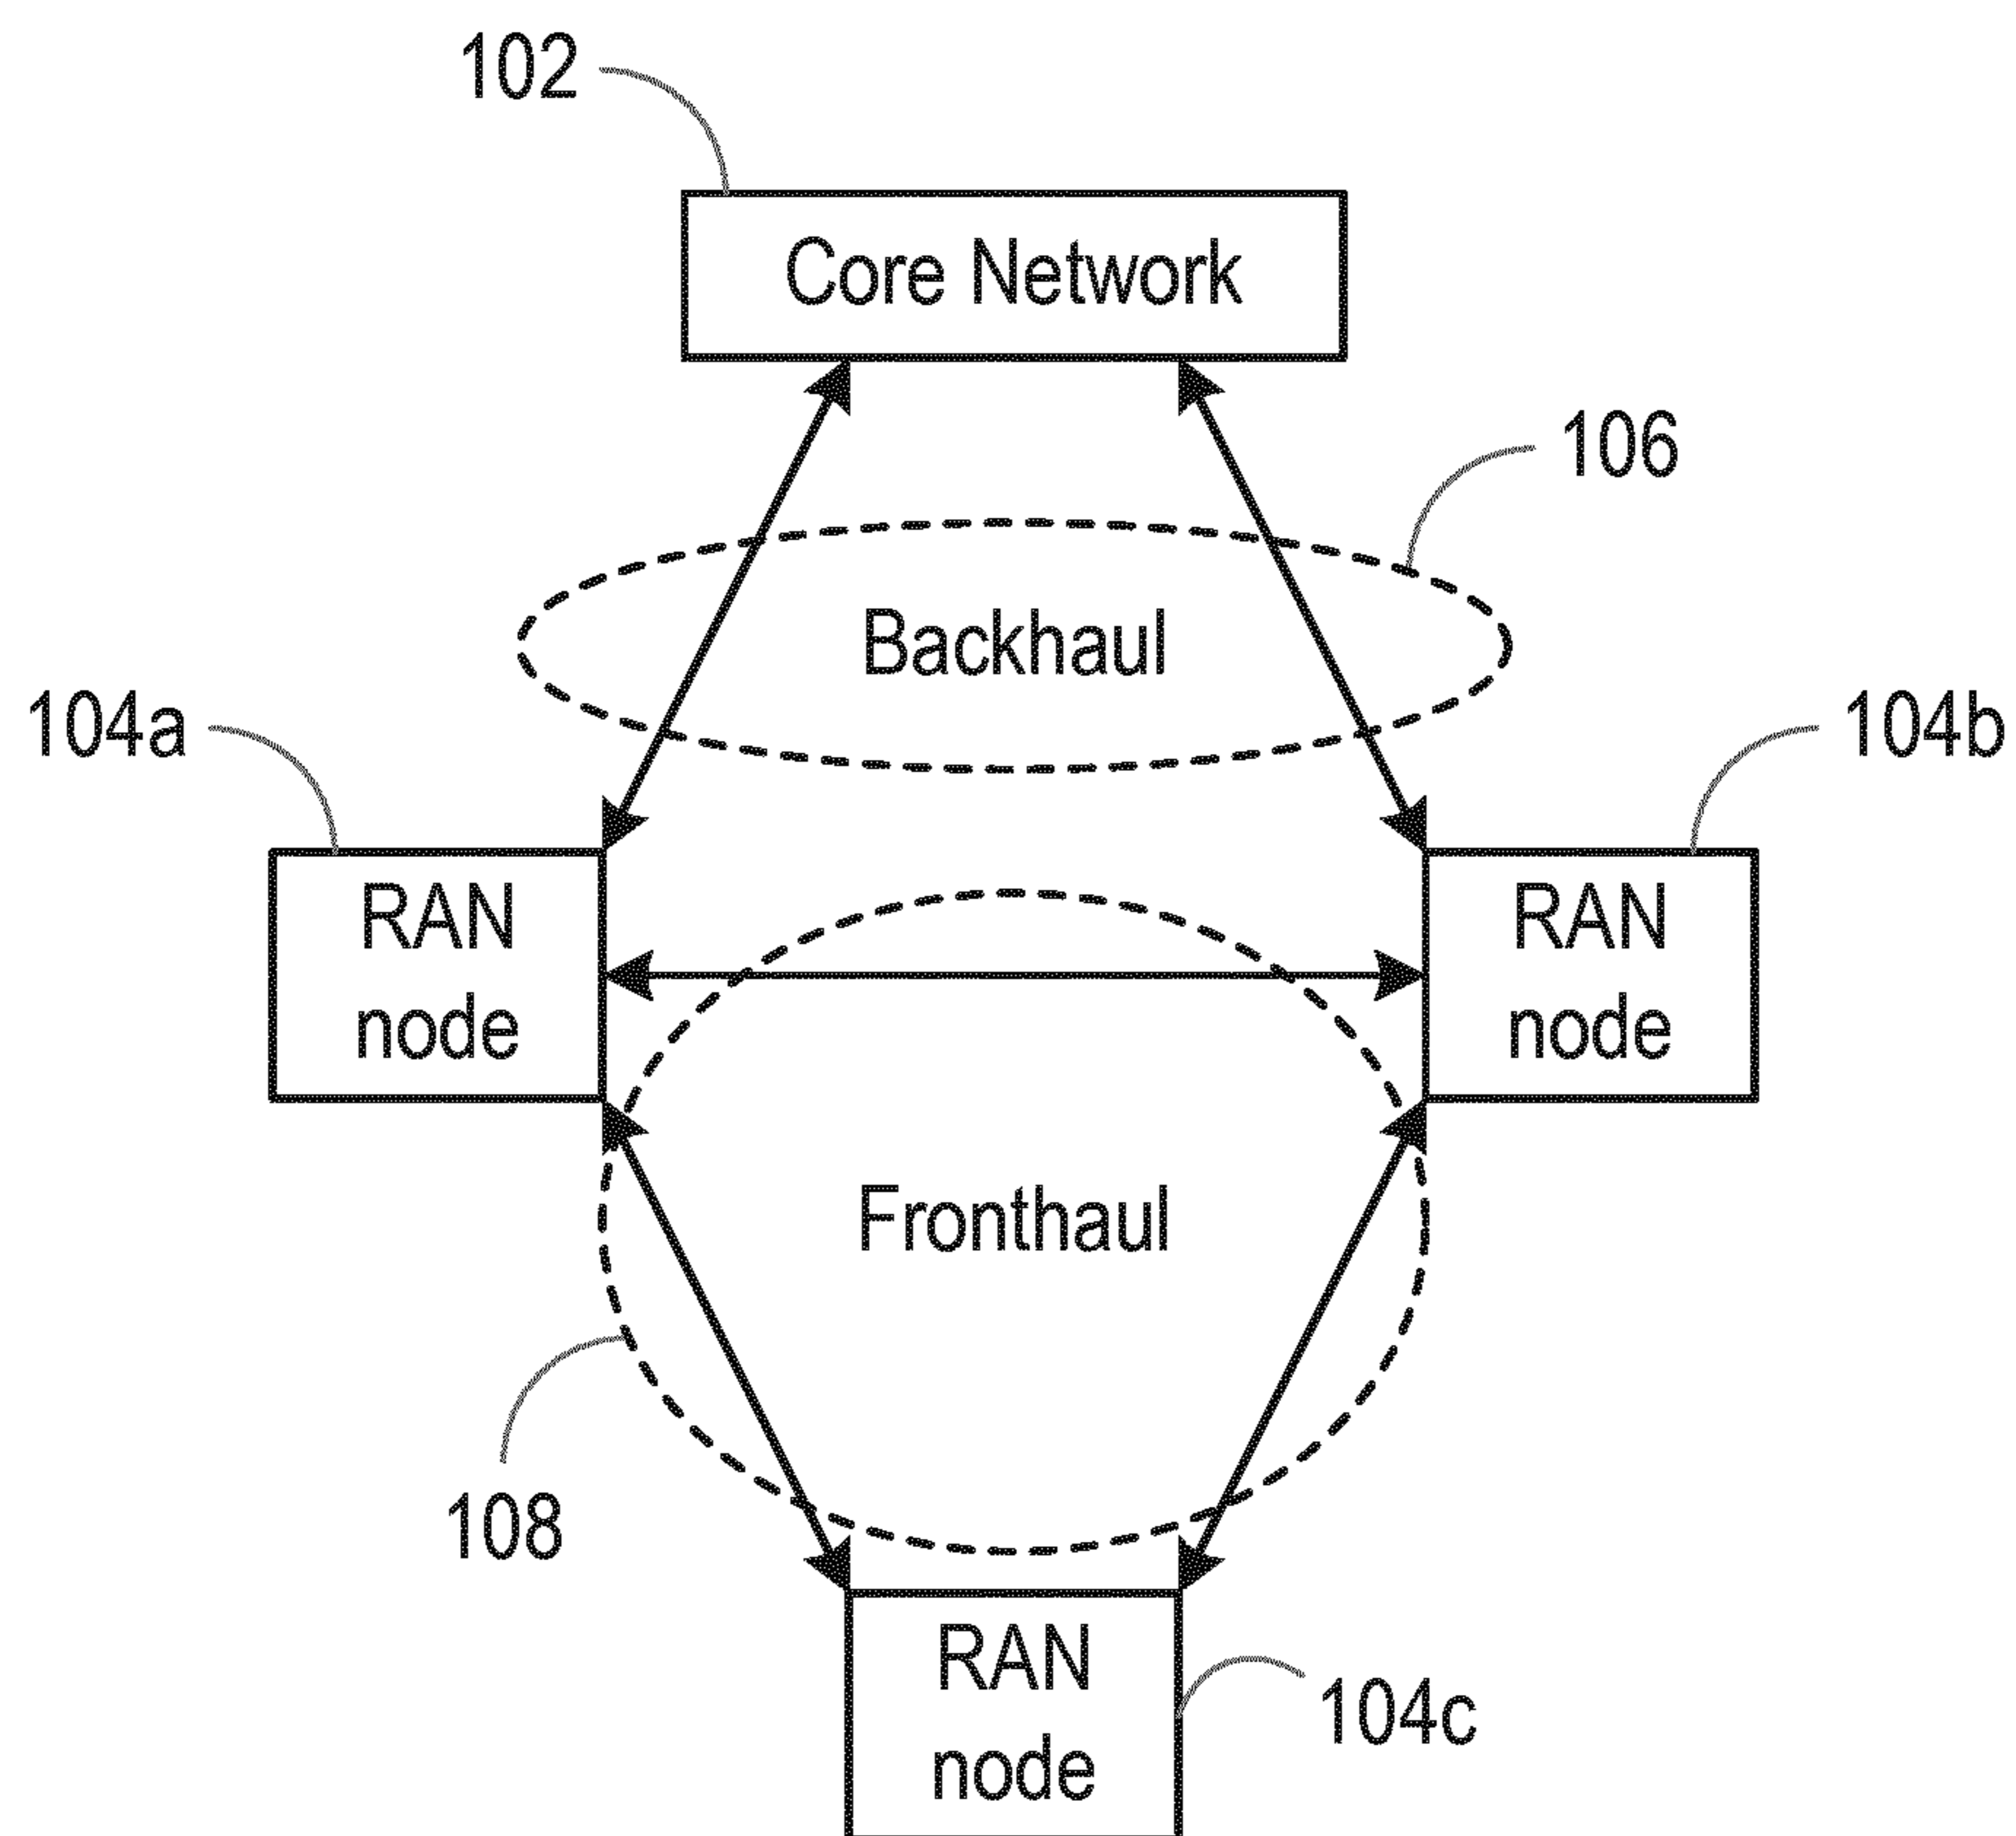 102
Core Network
106
Backhaul
104a
104b
RAN
node
RAN
node
Fronthaul
108
RAN
node
104c